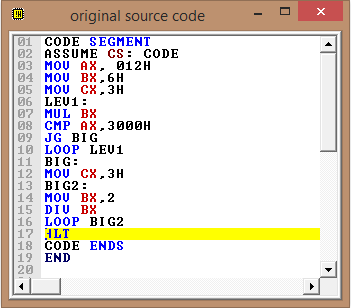 original source code
01 CODE SEGMENT
02 ASSUME CS: CODE
03 MOV AX, 012H
04 MOV BX,6H
05 MOV CX,3H
06 LEV1:
07 MUL BX
08 CMP AX,3000H
09 JG BIG
10 LOOP LEV1
11 BIG:
12 MOV CX,3H
13 BIG2:
14 MOV BX,2
15 DIV BX
16 LOOP BIG2
17 HLT
18 CODE ENDS
19 END
20